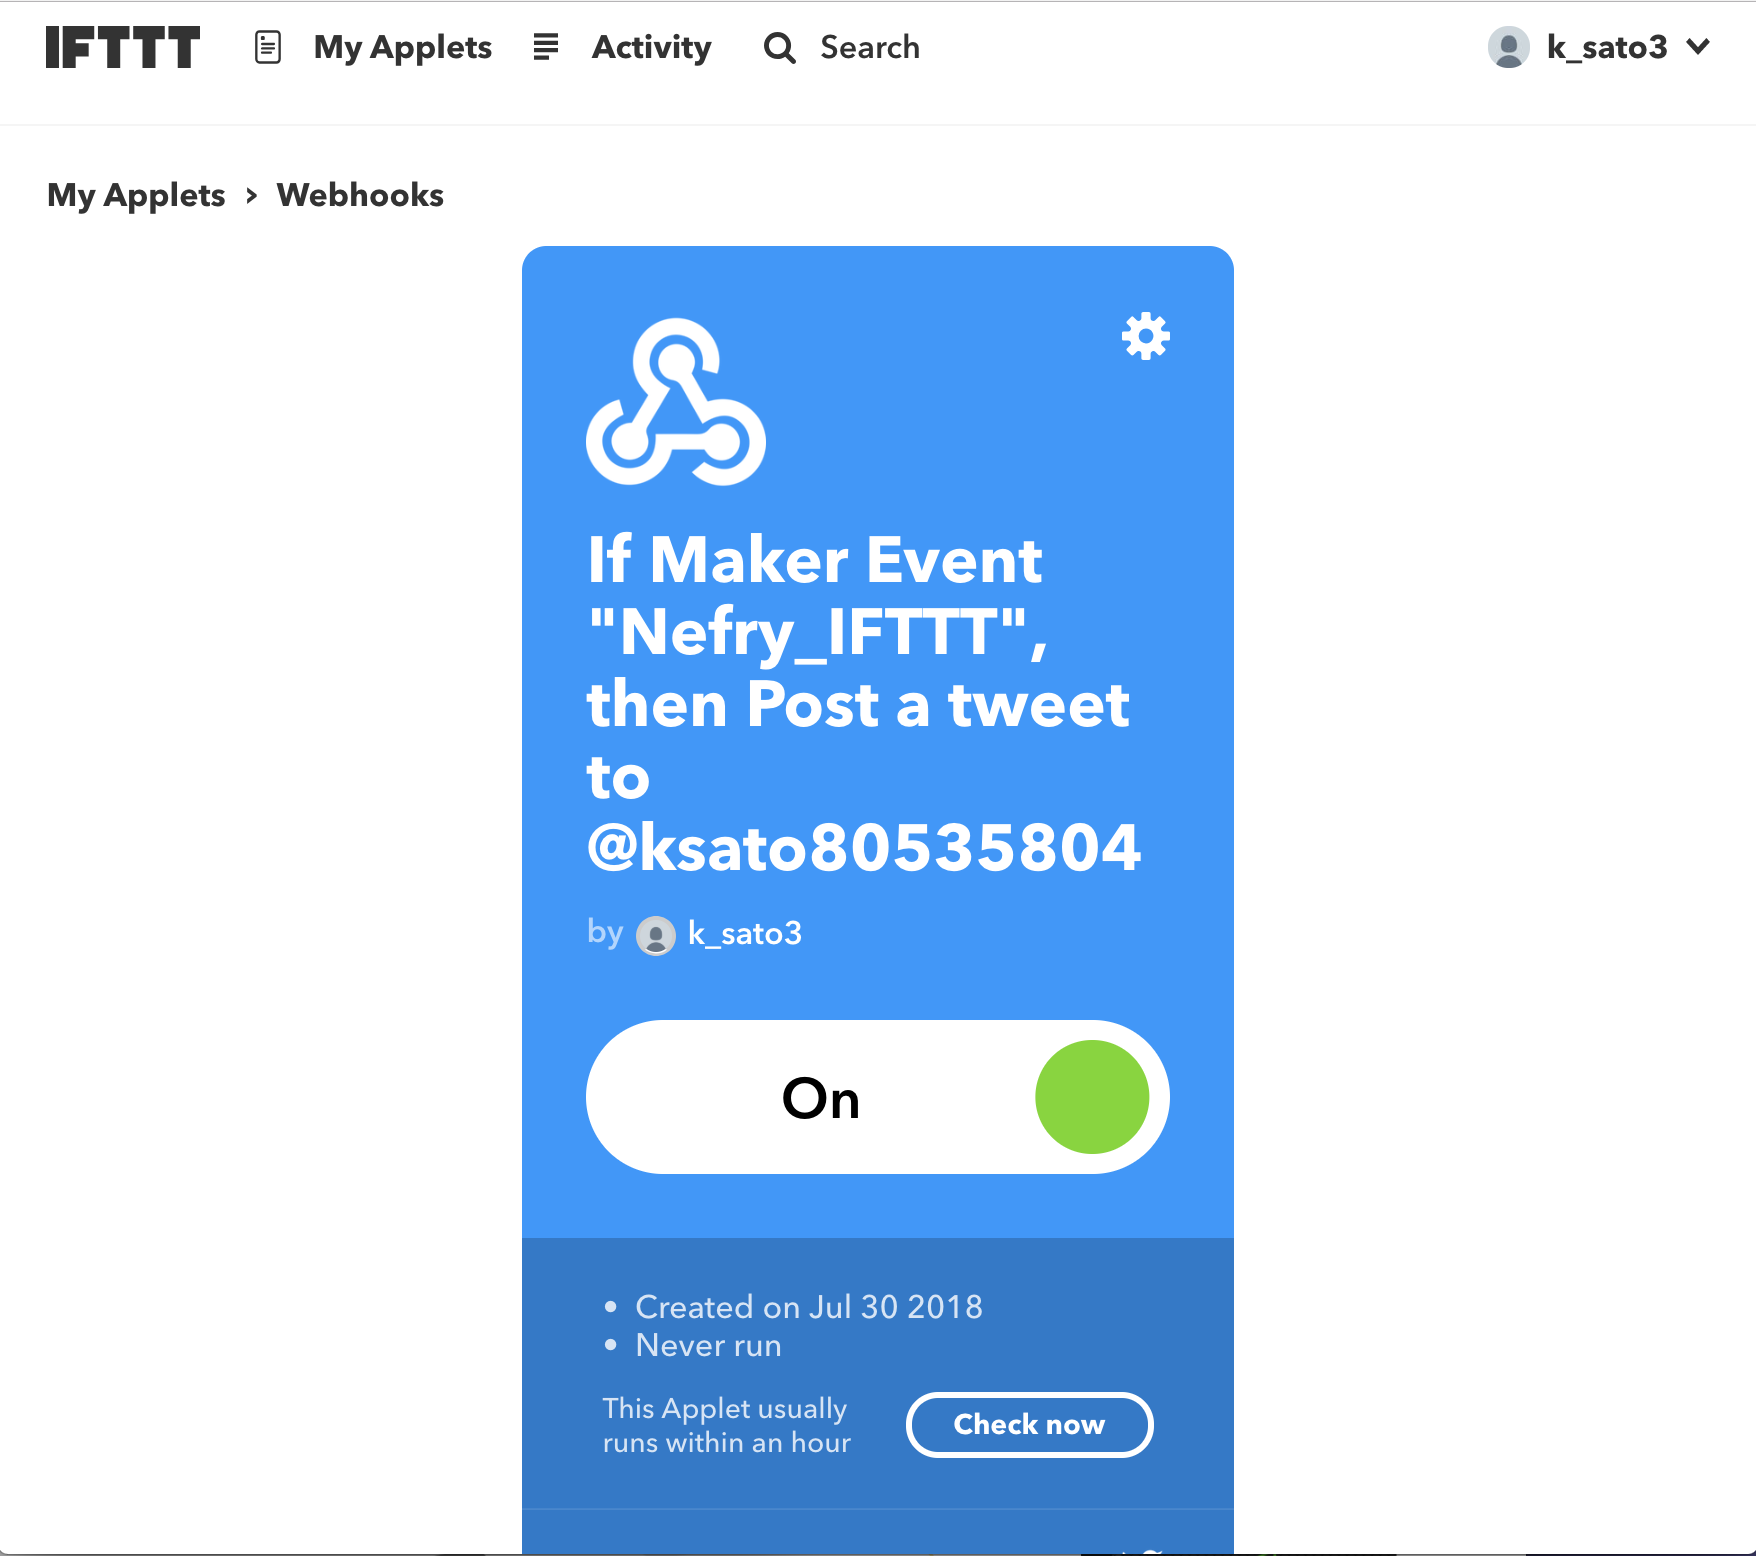 IFTTT My Applets Activity Search k_sato3
My Applets > Webhooks
If Maker Event
"Nefry_IFTTT",
then Post a tweet
to
@ksato80535804
by k_sato3
On
• Created on Jul 30 2018
• Never run
This Applet usually
runs within an hour
Check now